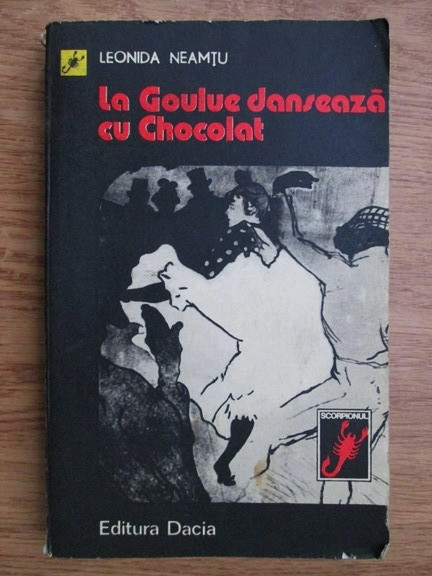 LEONIDA NEAMȚU
La Goulue dansează
cu Chocolat
SCORPIONUL
Editura Dacia